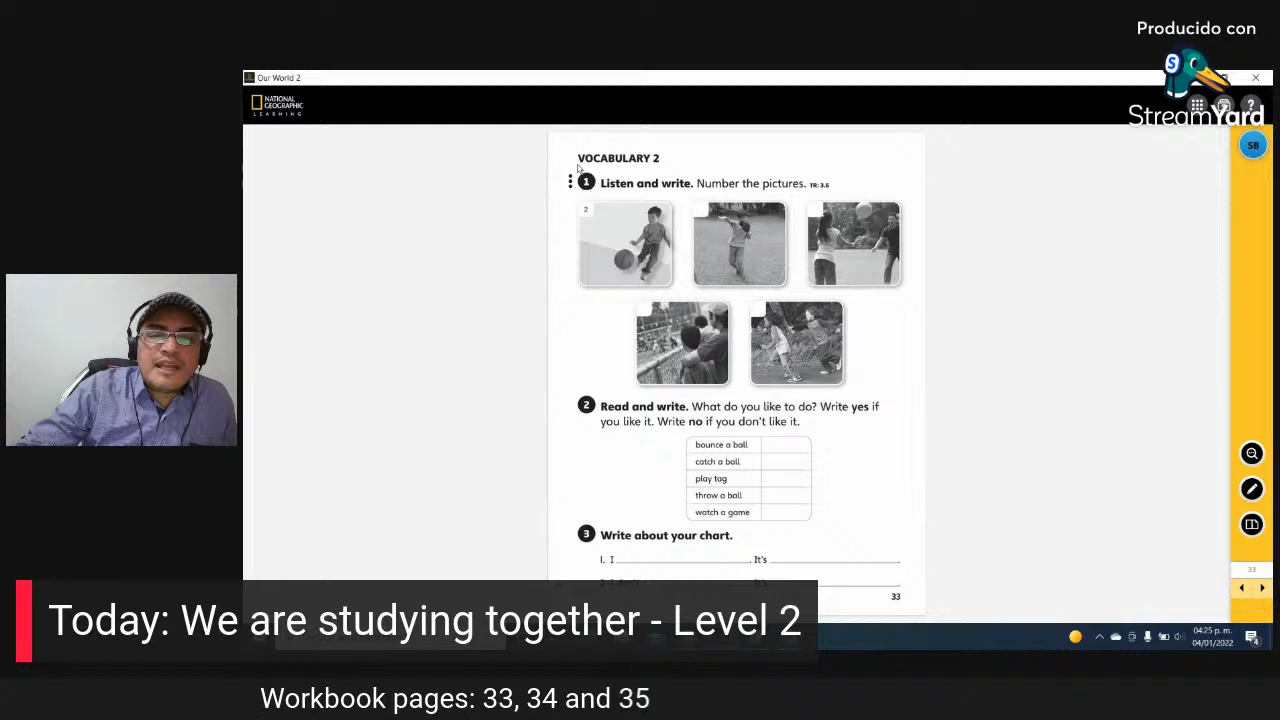 Producido con
StreamYard
Our World 2
NATIONAL
GEOGRAPHIC
LEARNING
SB
VOCABULARY 2
1 Listen and write. Number the pictures. TR: 3.6
2
2 Read and write. What do you like to do? Write yes if
you like it. Write no if you don't like it.
bounce a ball
catch a ball
play tag
throw a ball
watch a game
3 Write about your chart.
1. I ______. It's ______.
33
33
Today: We are studying together - Level 2
04:25 p. m.
04/01/2022
Workbook pages: 33, 34 and 35